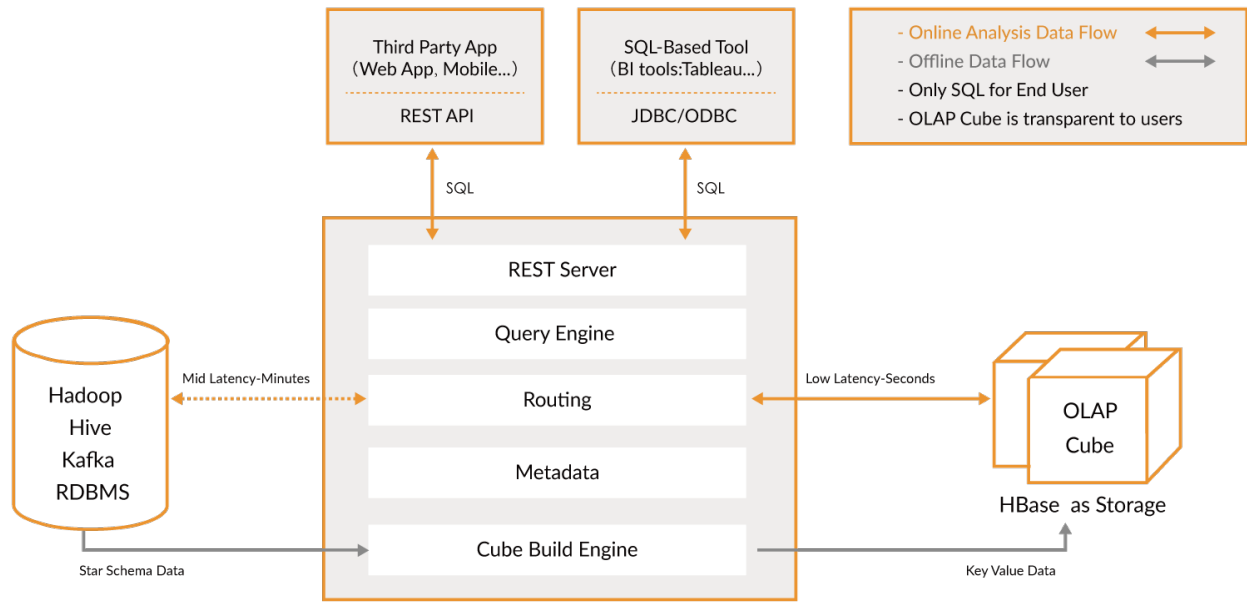 Third Party App
(Web App, Mobile...)
REST API
SQL-Based Tool
(BI tools:Tableau...)
JDBC/ODBC
- Online Analysis Data Flow
- Offline Data Flow
- Only SQL for End User
- OLAP Cube is transparent to users
SQL
SQL
REST Server
Query Engine
Routing
Metadata
Cube Build Engine
Mid Latency-Minutes
Low Latency-Seconds
Hadoop
Hive
Kafka
RDBMS
OLAP
Cube
HBase as Storage
Star Schema Data
Key Value Data